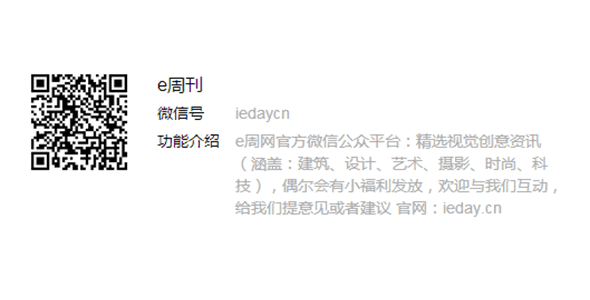 e周刊
微信号 iedaycn
功能介绍 e周网官方微信公众平台：精选视觉创意资讯
（涵盖：建筑、设计、艺术、摄影、时尚、科
技），偶尔会有小福利发放，欢迎与我们互动，
给我们提意见或者建议 官网：ieday.cn